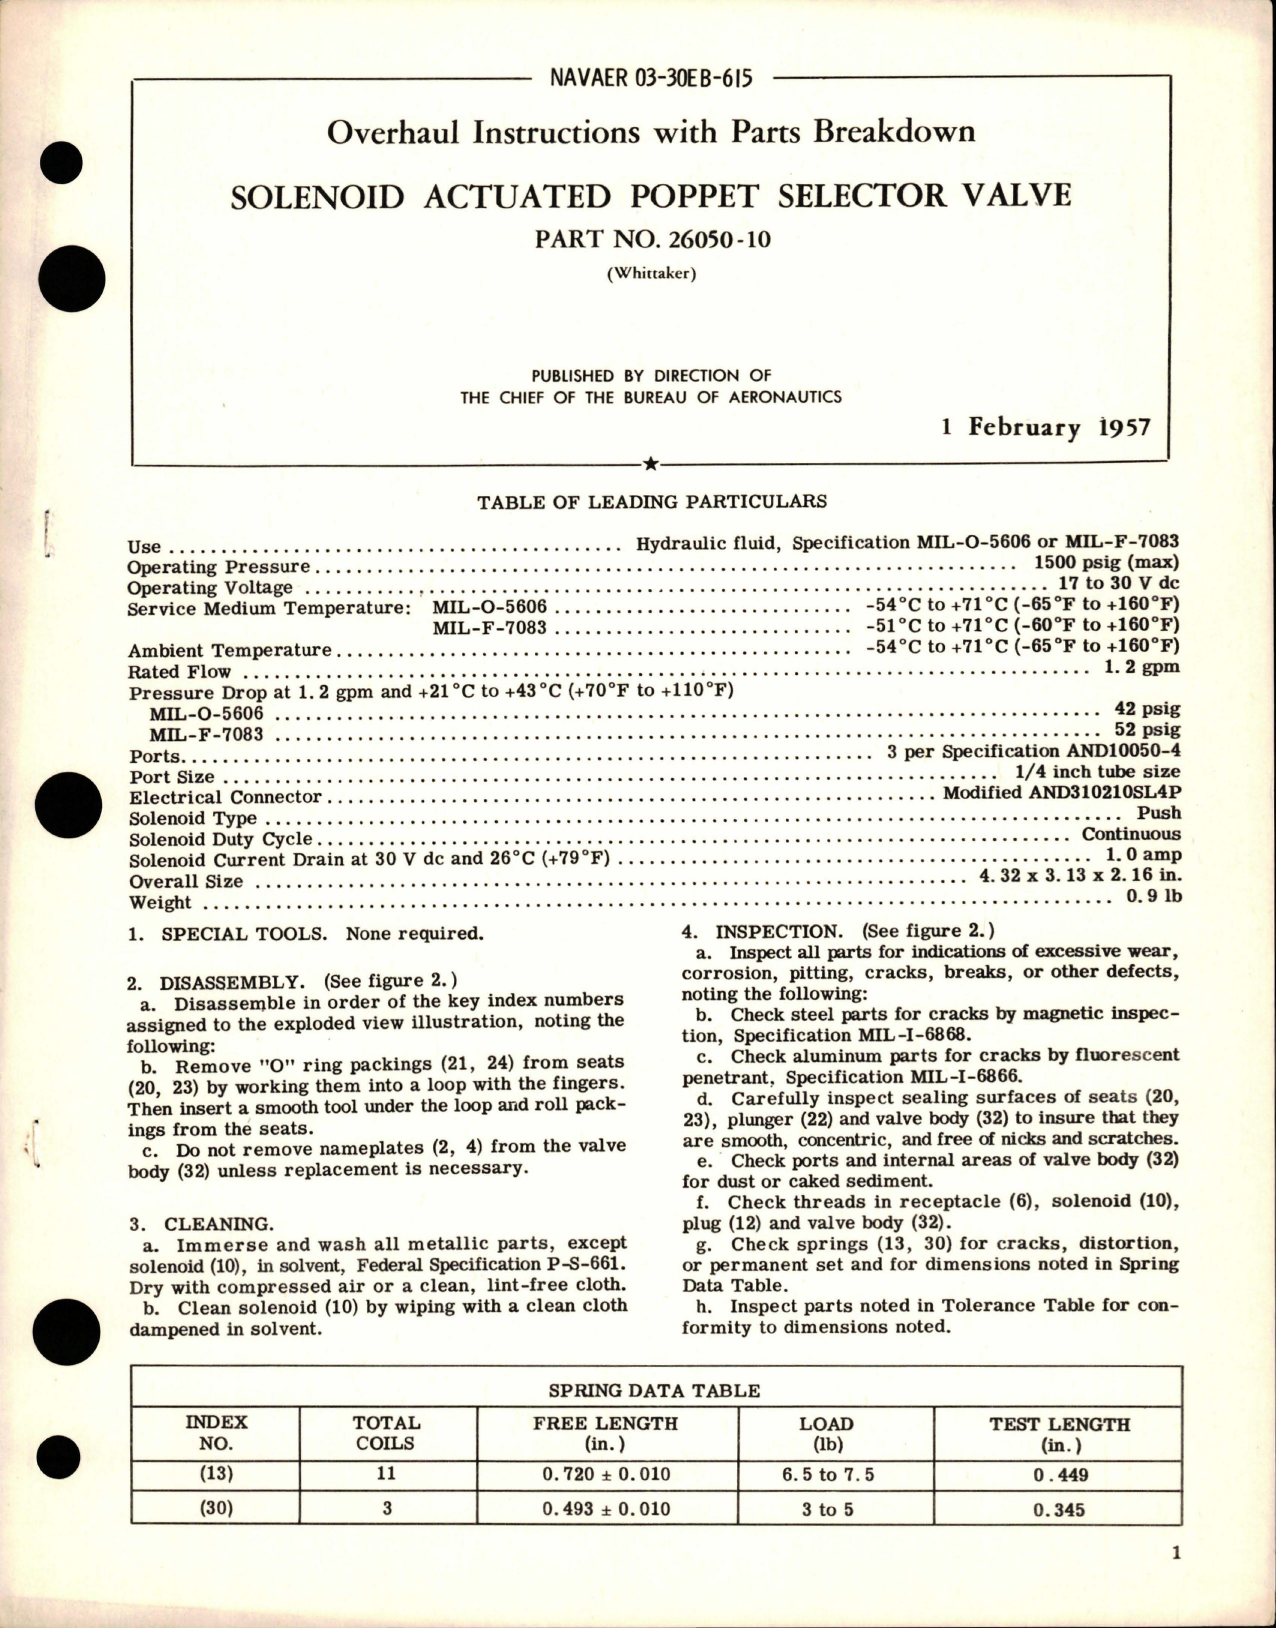 NAVAER 03-30EB-615
Overhaul Instructions with Parts Breakdown
SOLENOID ACTUATED POPPET SELECTOR VALVE
PART NO. 26050-10
(Whittaker)
PUBLISHED BY DIRECTION OF
THE CHIEF OF THE BUREAU OF AERONAUTICS
1 February 1957
TABLE OF LEADING PARTICULARS
Use ........ Hydraulic fluid, Specification MIL-O-5606 or MIL-F-7083
Operating Pressure ........ 1500 psig (max)
Operating Voltage ........ 17 to 30 V dc
Service Medium Temperature: MIL-O-5606 ........ -54°C to +71°C (-65°F to +160°F)
MIL-F-7083 ........ -51°C to +71°C (-60°F to +160°F)
Ambient Temperature ........ -54°C to +71°C (-65°F to +160°F)
Rated Flow ........ 1.2 gpm
Pressure Drop at 1.2 gpm and +21°C to +43°C (+70°F to +110°F)
MIL-O-5606 ........ 42 psig
MIL-F-7083 ........ 52 psig
Ports ........ 3 per Specification AND10050-4
Port Size ........ 1/4 inch tube size
Electrical Connector ........ Modified AND310210SL4P
Solenoid Type ........ Push
Solenoid Duty Cycle ........ Continuous
Solenoid Current Drain at 30 V dc and 26°C (+79°F) ........ 1.0 amp
Overall Size ........ 4.32 x 3.13 x 2.16 in.
Weight ........ 0.9 lb
1. SPECIAL TOOLS. None required.
2. DISASSEMBLY. (See figure 2.)
a. Disassemble in order of the key index numbers
assigned to the exploded view illustration, noting the
following:
b. Remove "O" ring packings (21, 24) from seats
(20, 23) by working them into a loop with the fingers.
Then insert a smooth tool under the loop and roll pack-
ings from the seats.
c. Do not remove nameplates (2, 4) from the valve
body (32) unless replacement is necessary.
3. CLEANING.
a. Immerse and wash all metallic parts, except
solenoid (10), in solvent, Federal Specification P-S-661.
Dry with compressed air or a clean, lint-free cloth.
b. Clean solenoid (10) by wiping with a clean cloth
dampened in solvent.
4. INSPECTION. (See figure 2.)
a. Inspect all parts for indications of excessive wear,
corrosion, pitting, cracks, breaks, or other defects,
noting the following:
b. Check steel parts for cracks by magnetic inspec-
tion, Specification MIL-I-6868.
c. Check aluminum parts for cracks by fluorescent
penetrant, Specification MIL-I-6866.
d. Carefully inspect sealing surfaces of seats (20,
23), plunger (22) and valve body (32) to insure that they
are smooth, concentric, and free of nicks and scratches.
e. Check ports and internal areas of valve body (32)
for dust or caked sediment.
f. Check threads in receptacle (6), solenoid (10),
plug (12) and valve body (32).
g. Check springs (13, 30) for cracks, distortion,
or permanent set and for dimensions noted in Spring
Data Table.
h. Inspect parts noted in Tolerance Table for con-
formity to dimensions noted.
SPRING DATA TABLE
INDEX NO. TOTAL COILS FREE LENGTH (in.) LOAD (lb) TEST LENGTH (in.)
(13) 11 0.720 ± 0.010 6.5 to 7.5 0.449
(30) 3 0.493 ± 0.010 3 to 5 0.345
1